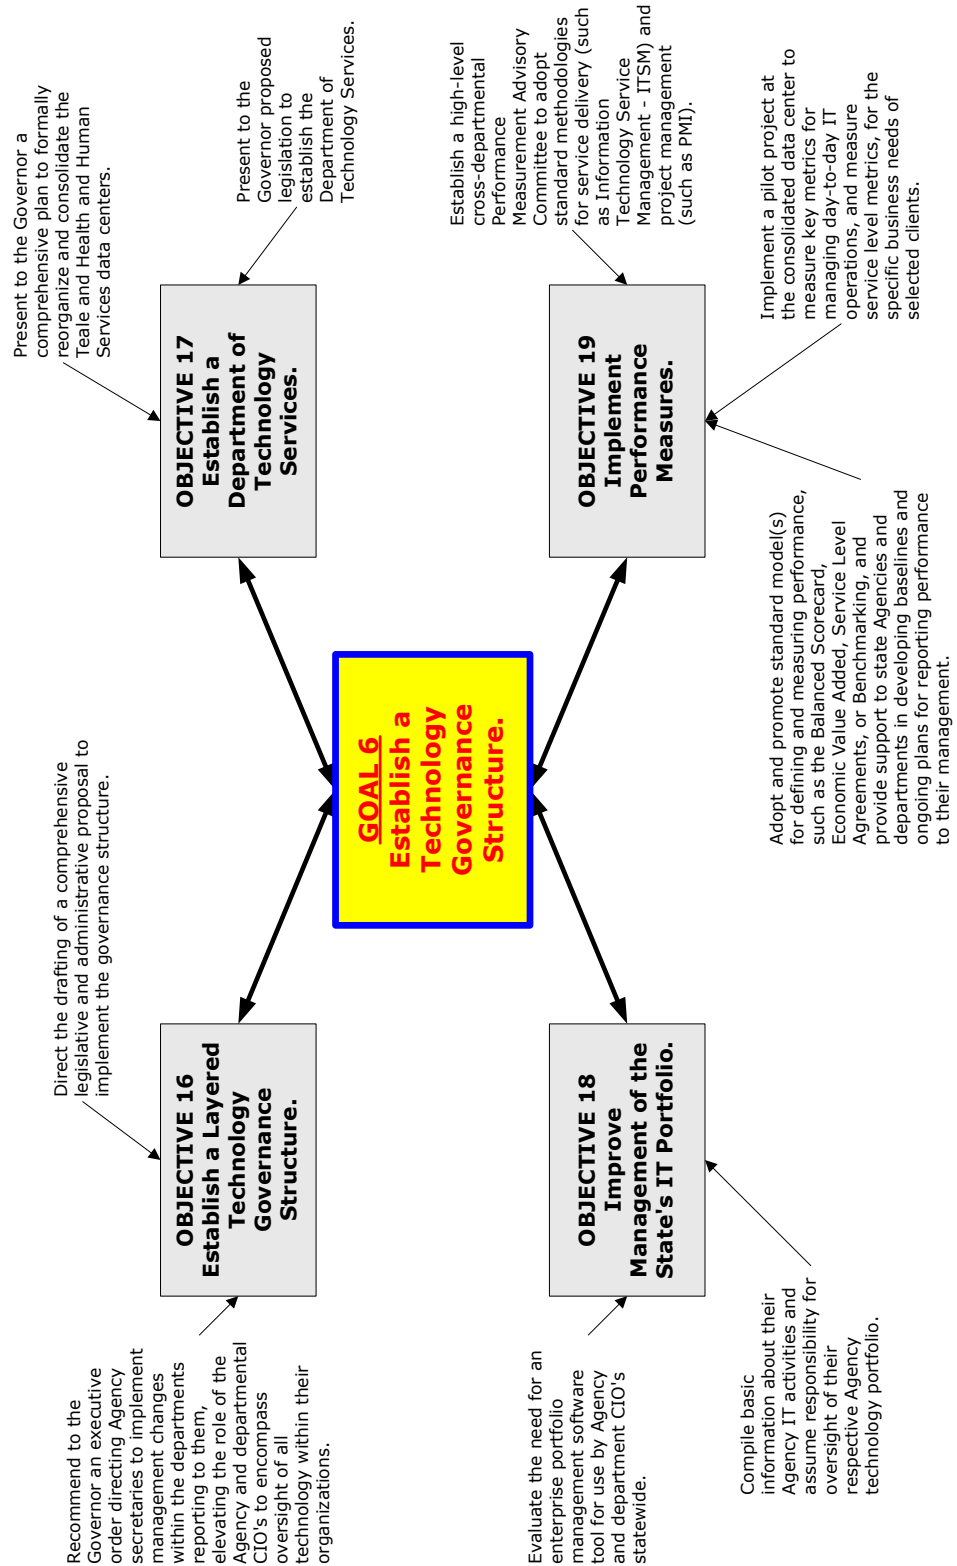 Recommend to the
Governor an executive
order directing Agency
secretaries to implement
management changes
within the departments
reporting to them,
elevating the role of the
Agency and departmental
CIO's to encompass
oversight of all
technology within their
organizations.
Direct the drafting of a comprehensive
legislative and administrative proposal to
implement the governance structure.
OBJECTIVE 16
Establish a Layered
Technology
Governance
Structure.
Present to the Governor a
comprehensive plan to formally
reorganize and consolidate the
Teale and Health and Human
Services data centers.
OBJECTIVE 17
Establish a
Department of
Technology
Services.
Present to the
Governor proposed
legislation to
establish the
Department of
Technology Services.
GOAL 6
Establish a
Technology
Governance
Structure.
Evaluate the need for an
enterprise portfolio
management software
tool for use by Agency
and department CIO's
statewide.
OBJECTIVE 18
Improve
Management of the
State's IT Portfolio.
Compile basic
information about their
Agency IT activities and
assume responsibility for
oversight of their
respective Agency
technology portfolio.
Establish a high-level
cross-departmental
Performance
Measurement Advisory
Committee to adopt
standard methodologies
for service delivery (such
as Information
Technology Service
Management - ITSM) and
project management
(such as PMI).
OBJECTIVE 19
Implement
Performance
Measures.
Adopt and promote standard model(s)
for defining and measuring performance,
such as the Balanced Scorecard,
Economic Value Added, Service Level
Agreements, or Benchmarking, and
provide support to state Agencies and
departments in developing baselines and
ongoing plans for reporting performance
to their management.
Implement a pilot project at
the consolidated data center to
measure key metrics for
managing day-to-day IT
operations, and measure
service level metrics, for the
specific business needs of
selected clients.